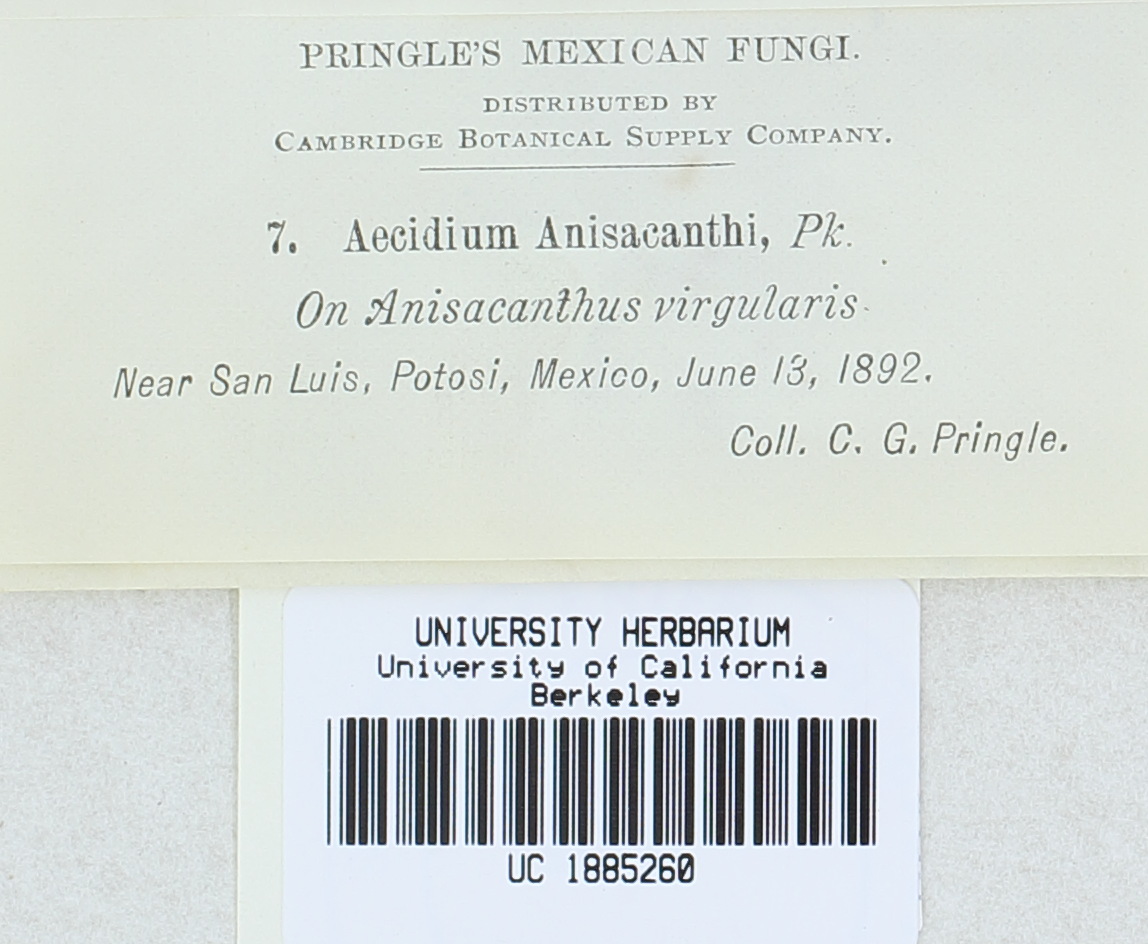 PRINGLE'S MEXICAN FUNGI.
DISTRIBUTED BY
CAMBRIDGE BOTANICAL SUPPLY COMPANY.
7. Aecidium Anisacanthi, Pk.
On Anisacanthus virgularis.
Near San Luis, Potosi, Mexico, June 13, 1892.
Coll. C. G. Pringle.
UNIVERSITY HERBARIUM
University of California
Berkeley
UC 1885260